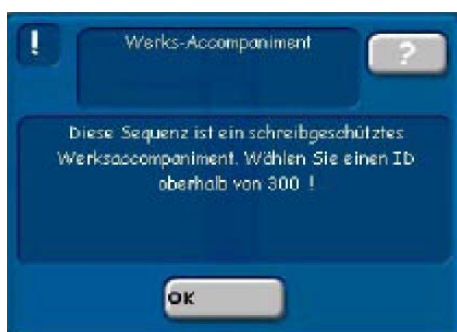 !
Werks-Accompaniment
?
Diese Sequenz ist ein schreibgeschütztes
Werksaccompaniment. Wählen Sie einen ID
oberhalb von 300 !
OK